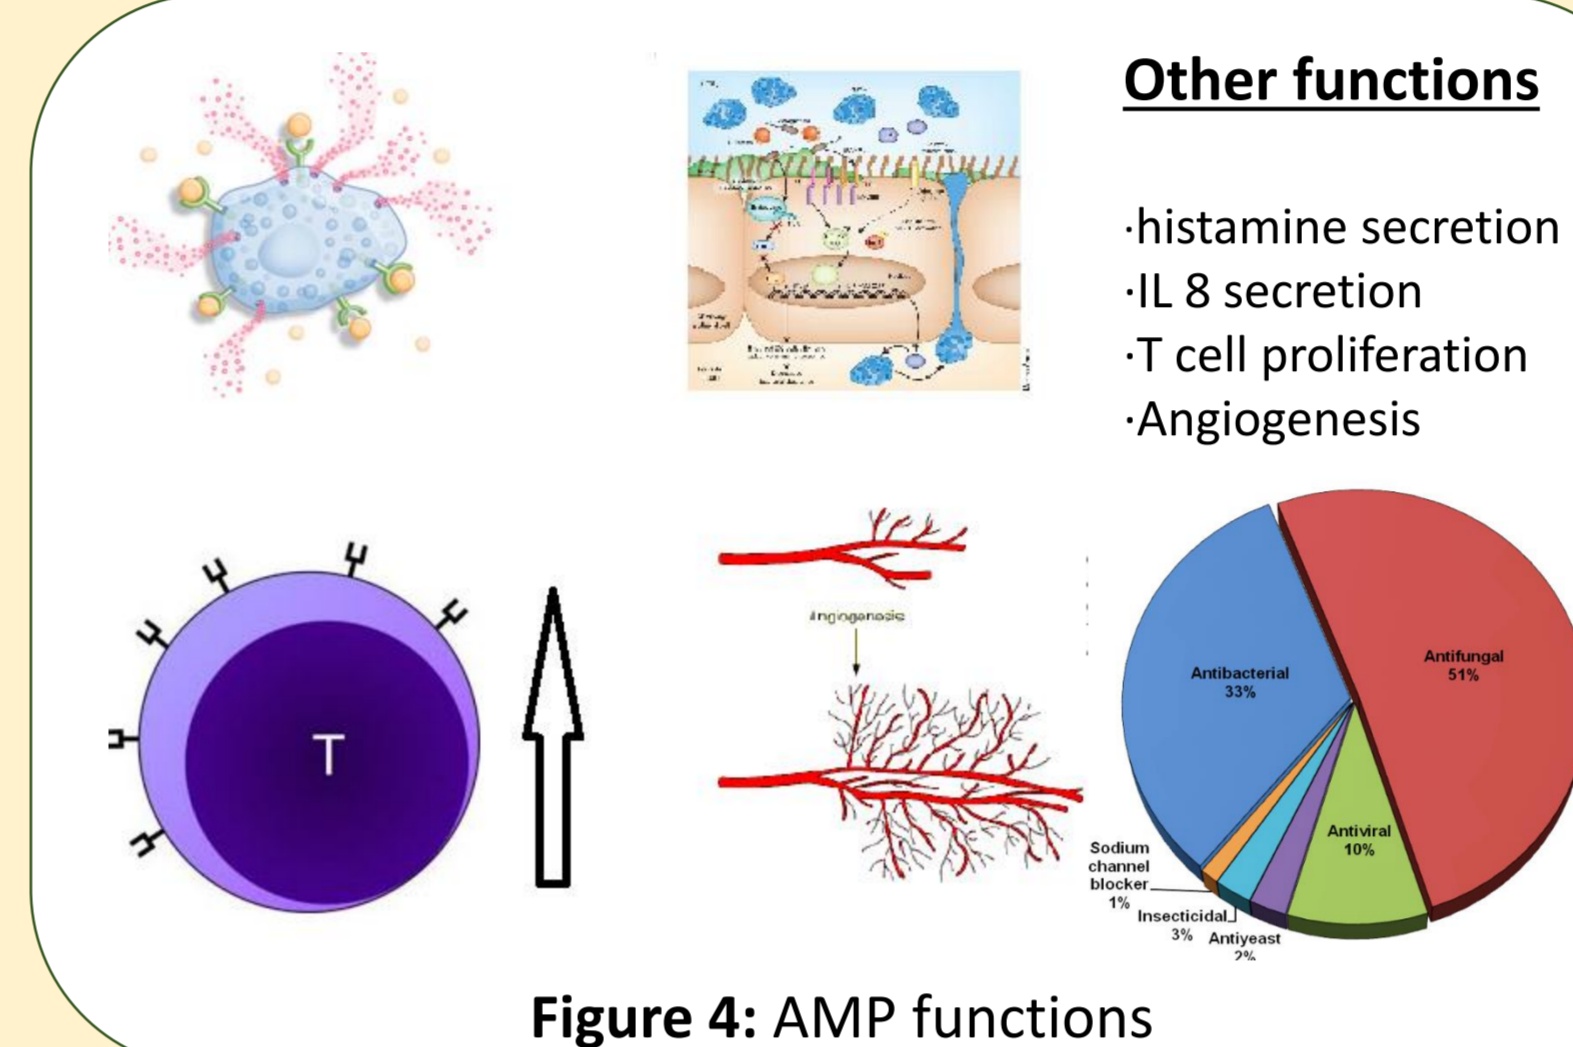 Other functions
·histamine secretion
·IL 8 secretion
·T cell proliferation
·Angiogenesis
T
Angiogenesis
Antibacterial
33%
Antifungal
51%
Antiviral
10%
Sodium
channel
blocker
1%
Insecticidal
3%
Antiyeast
2%
Figure 4: AMP functions